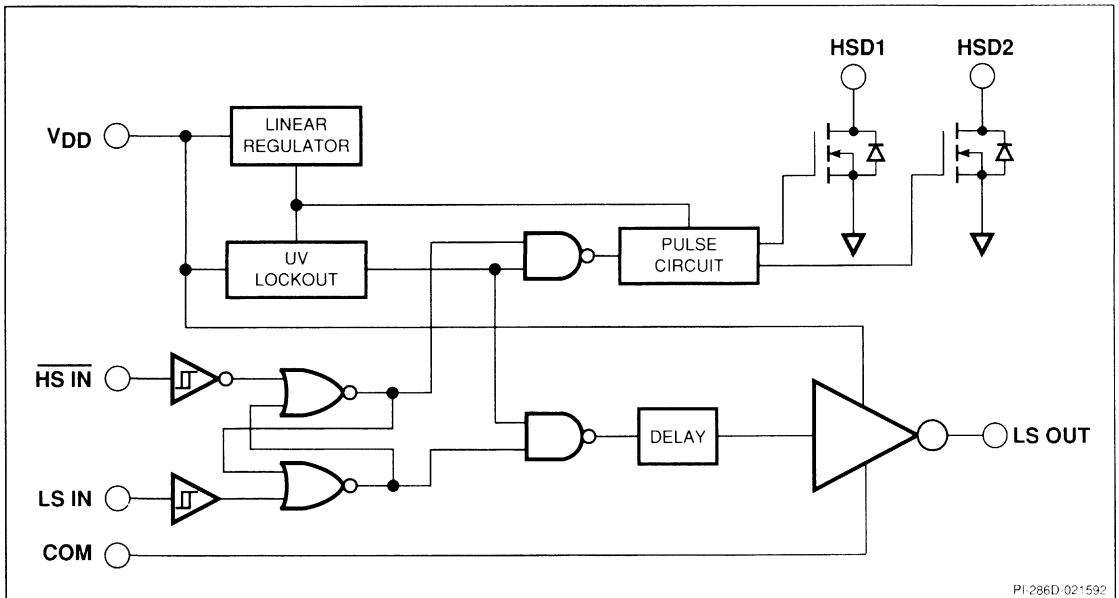 HSD1
HSD2
VDD
LINEAR
REGULATOR
UV
LOCKOUT
PULSE
CIRCUIT
HS IN
DELAY
LS OUT
LS IN
COM
PI-286D-021592